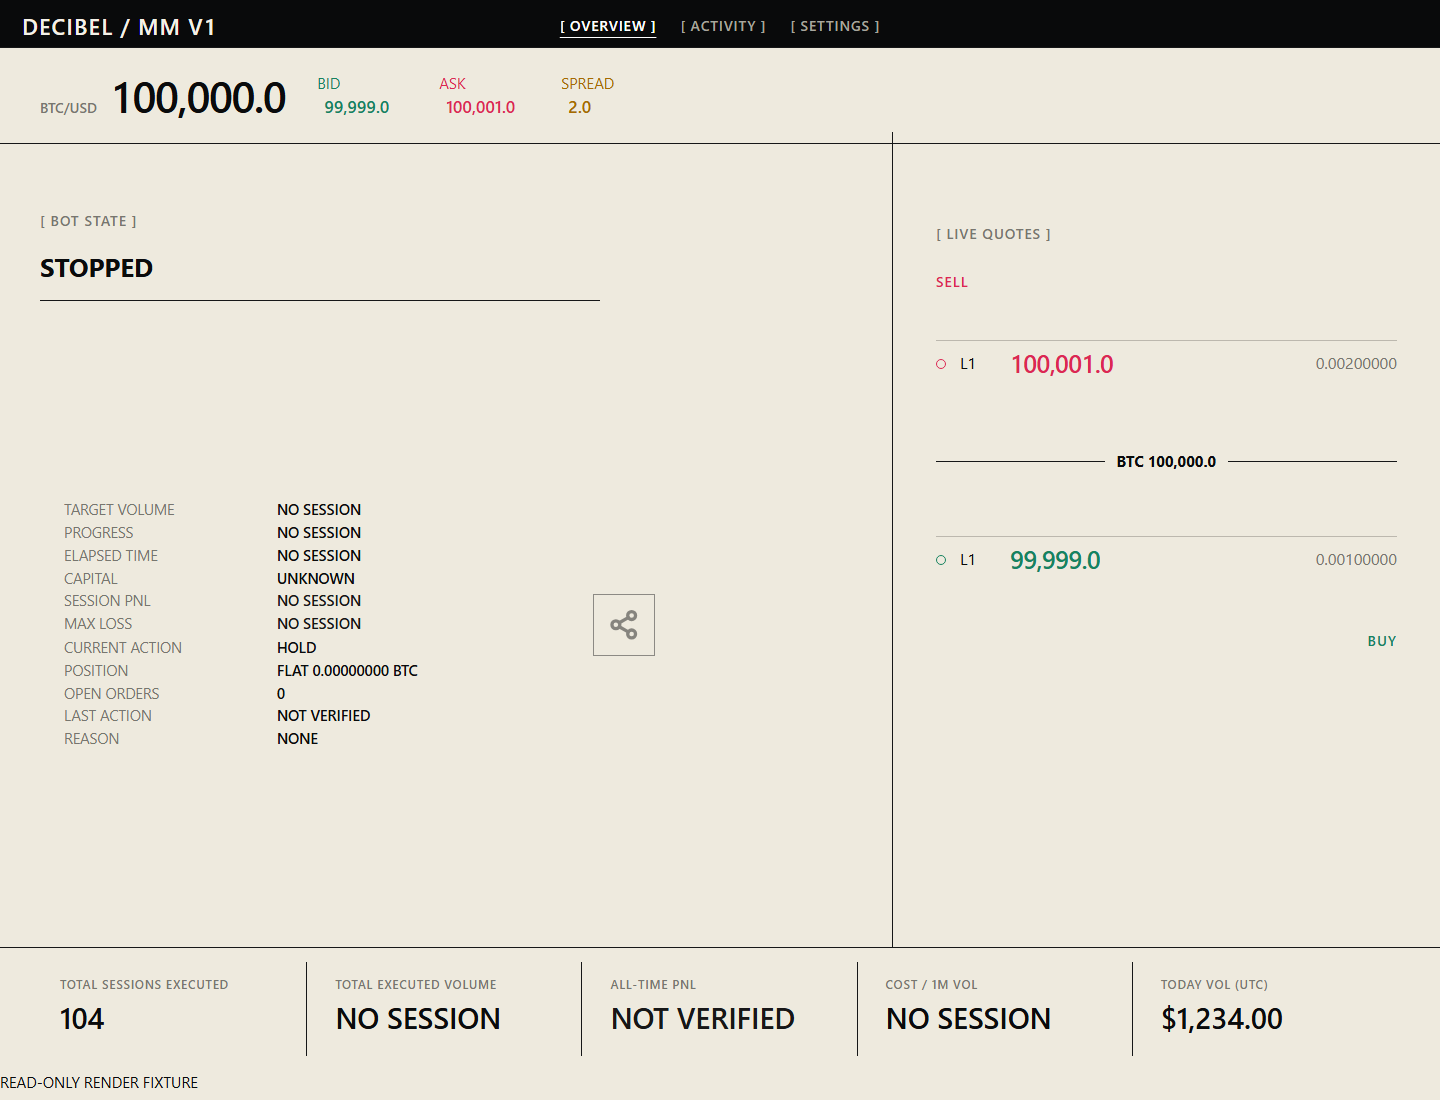 DECIBEL / MM V1
[ OVERVIEW ] [ ACTIVITY ] [ SETTINGS ]
BTC/USD 100,000.0
BID
99,999.0
ASK
100,001.0
SPREAD
2.0
[ BOT STATE ]
STOPPED
TARGET VOLUME NO SESSION
PROGRESS NO SESSION
ELAPSED TIME NO SESSION
CAPITAL UNKNOWN
SESSION PNL NO SESSION
MAX LOSS NO SESSION
CURRENT ACTION HOLD
POSITION FLAT 0.00000000 BTC
OPEN ORDERS 0
LAST ACTION NOT VERIFIED
REASON NONE
[ LIVE QUOTES ]
SELL
L1 100,001.0 0.00200000
BTC 100,000.0
L1 99,999.0 0.00100000
BUY
TOTAL SESSIONS EXECUTED
104
TOTAL EXECUTED VOLUME
NO SESSION
ALL-TIME PNL
NOT VERIFIED
COST / 1M VOL
NO SESSION
TODAY VOL (UTC)
$1,234.00
READ-ONLY RENDER FIXTURE